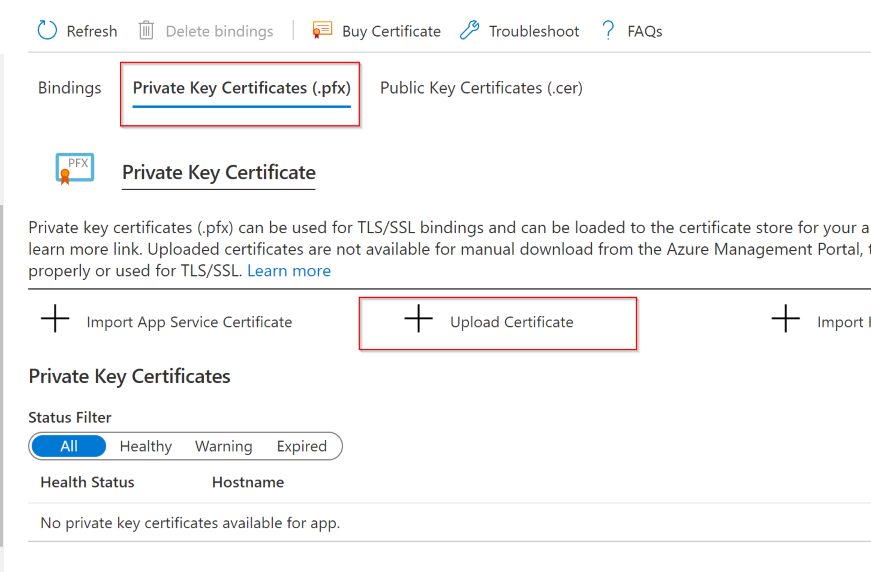 Refresh Delete bindings Buy Certificate Troubleshoot FAQs
Bindings Private Key Certificates (.pfx) Public Key Certificates (.cer)
PFX
Private Key Certificate
Private key certificates (.pfx) can be used for TLS/SSL bindings and can be loaded to the certificate store for your a
learn more link. Uploaded certificates are not available for manual download from the Azure Management Portal,
properly or used for TLS/SSL. Learn more
Import App Service Certificate Upload Certificate Import
Private Key Certificates
Status Filter
All Healthy Warning Expired
Health Status Hostname
No private key certificates available for app.